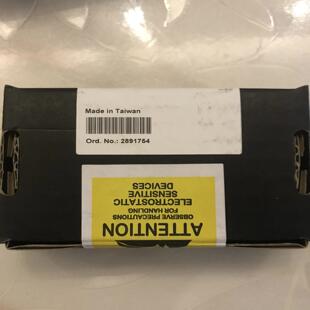 Made in Taiwan
Ord. No.: 2891754
ATTENTION
OBSERVE PRECAUTIONS
FOR HANDLING
ELECTROSTATIC
SENSITIVE
DEVICES